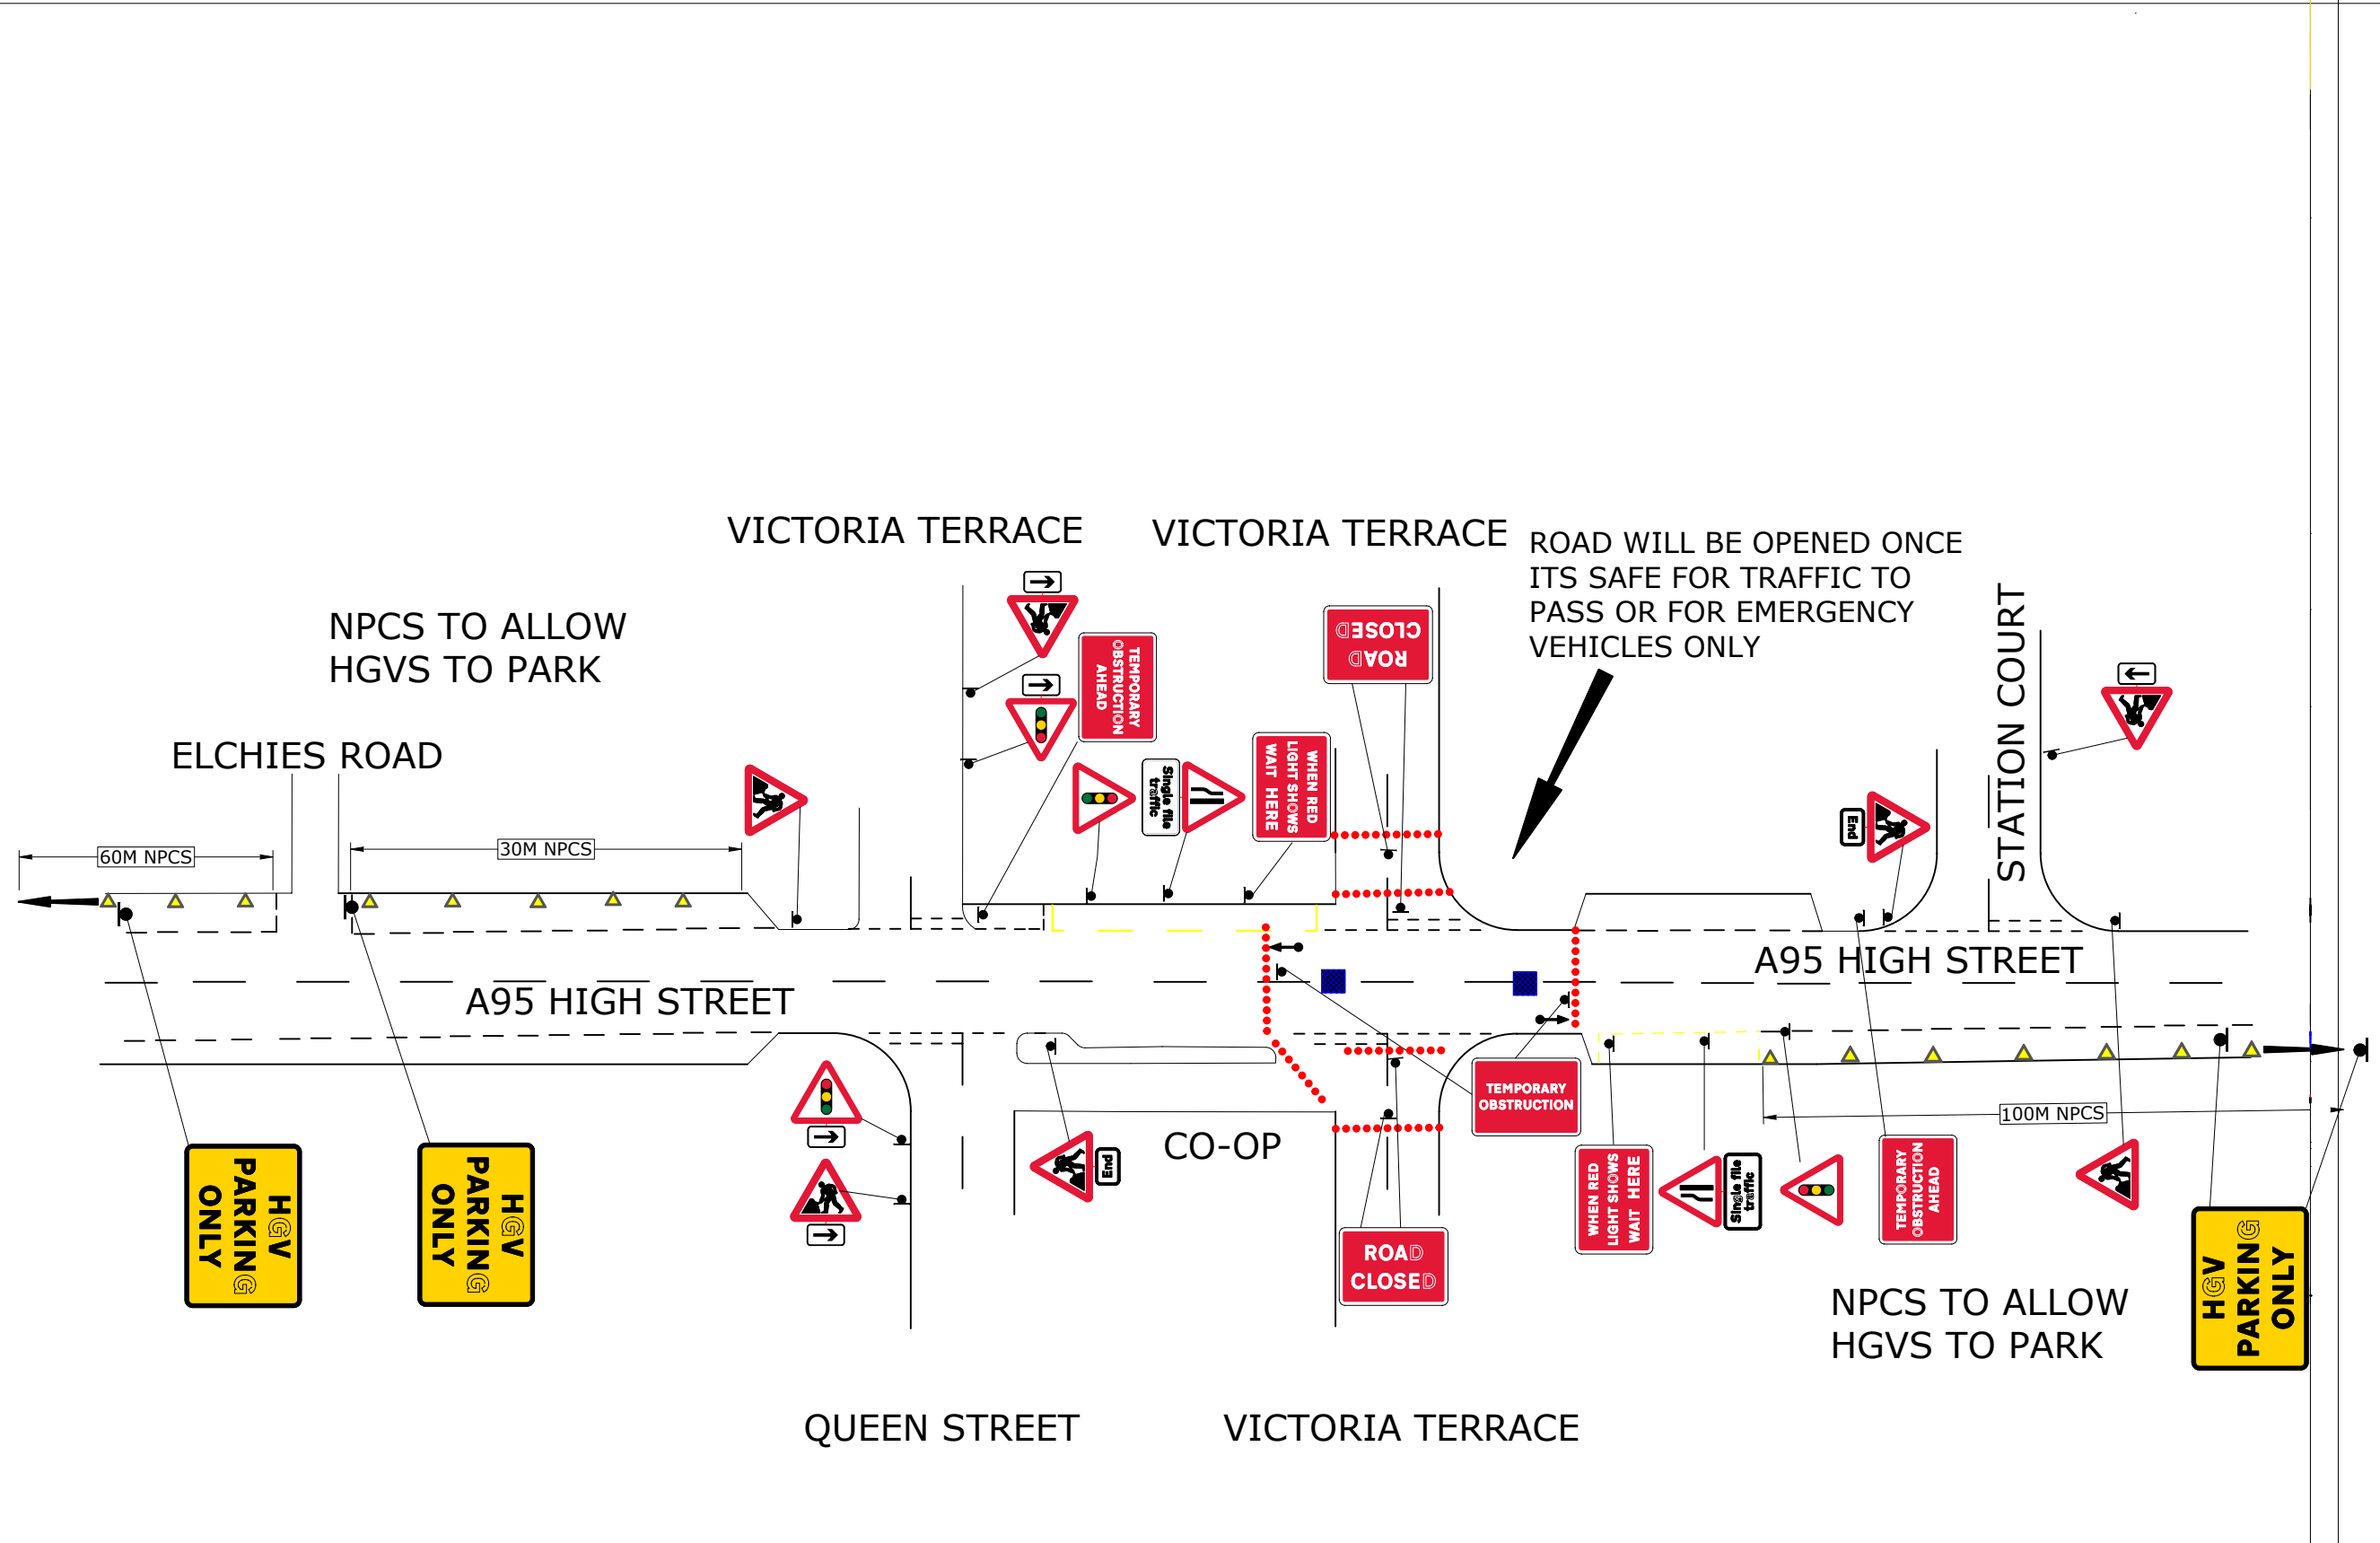 VICTORIA TERRACE
VICTORIA TERRACE
ROAD WILL BE OPENED ONCE
ITS SAFE FOR TRAFFIC TO
PASS OR FOR EMERGENCY
VEHICLES ONLY
NPCS TO ALLOW
HGVS TO PARK
STATION COURT
ROAD
CLOSED
TEMPORARY
OBSTRUCTION
AHEAD
ELCHIES ROAD
Single file
traffic
WHEN RED
LIGHT SHOWS
WAIT HERE
End
60M NPCS
30M NPCS
A95 HIGH STREET
A95 HIGH STREET
TEMPORARY
OBSTRUCTION
100M NPCS
CO-OP
End
HGV
PARKING
ONLY
HGV
PARKING
ONLY
WHEN RED
LIGHT SHOWS
WAIT HERE
Single file
traffic
TEMPORARY
OBSTRUCTION
AHEAD
ROAD
CLOSED
HGV
PARKING
ONLY
NPCS TO ALLOW
HGVS TO PARK
QUEEN STREET
VICTORIA TERRACE